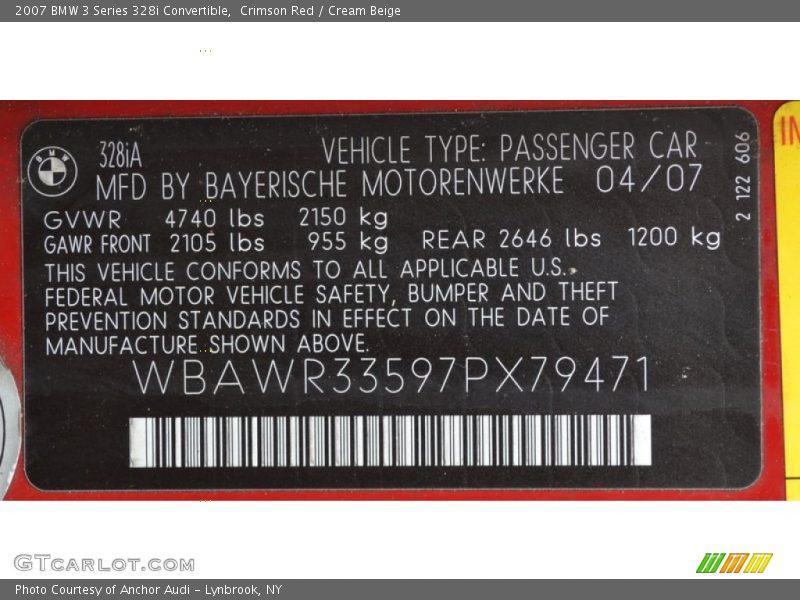 2007 BMW 3 Series 328i Convertible,  Crimson Red / Cream Beige
BMW
328iA
VEHICLE TYPE: PASSENGER CAR
MFD BY BAYERISCHE MOTORENWERKE 04/07
GVWR 4740 lbs 2150 kg
GAWR FRONT 2105 lbs 955 kg REAR 2646 lbs 1200 kg
THIS VEHICLE CONFORMS TO ALL APPLICABLE U.S.
FEDERAL MOTOR VEHICLE SAFETY, BUMPER AND THEFT
PREVENTION STANDARDS IN EFFECT ON THE DATE OF
MANUFACTURE SHOWN ABOVE.
WBAWR33597PX79471
2 122 606
GTcarlot.com
Photo Courtesy of Anchor Audi - Lynbrook, NY